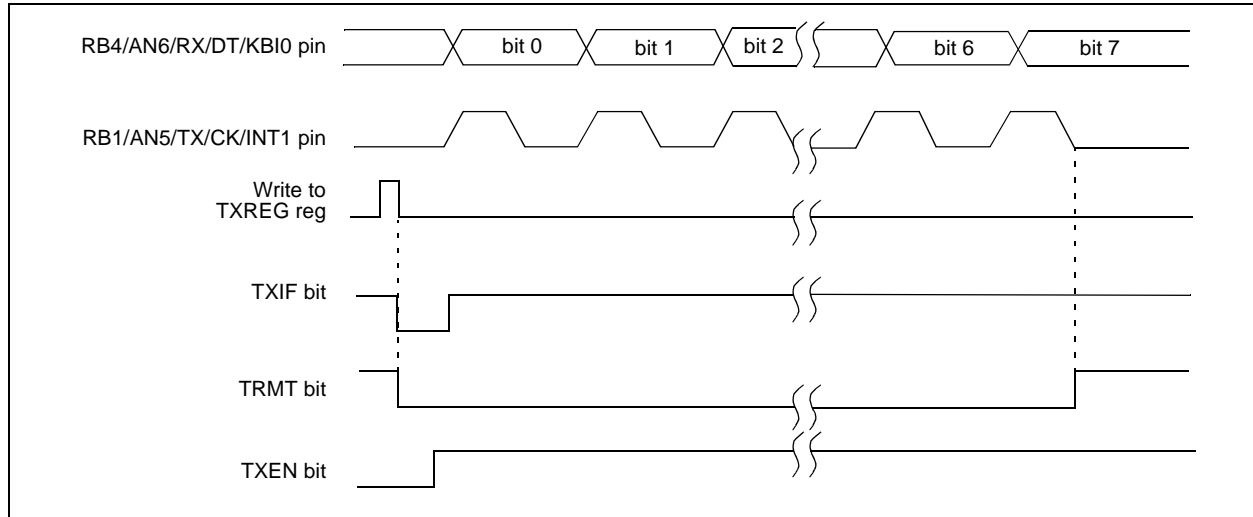 RB4/AN6/RX/DT/KBI0 pin
bit 0 bit 1 bit 2 bit 6 bit 7
RB1/AN5/TX/CK/INT1 pin
Write to
TXREG reg
TXIF bit
TRMT bit
TXEN bit